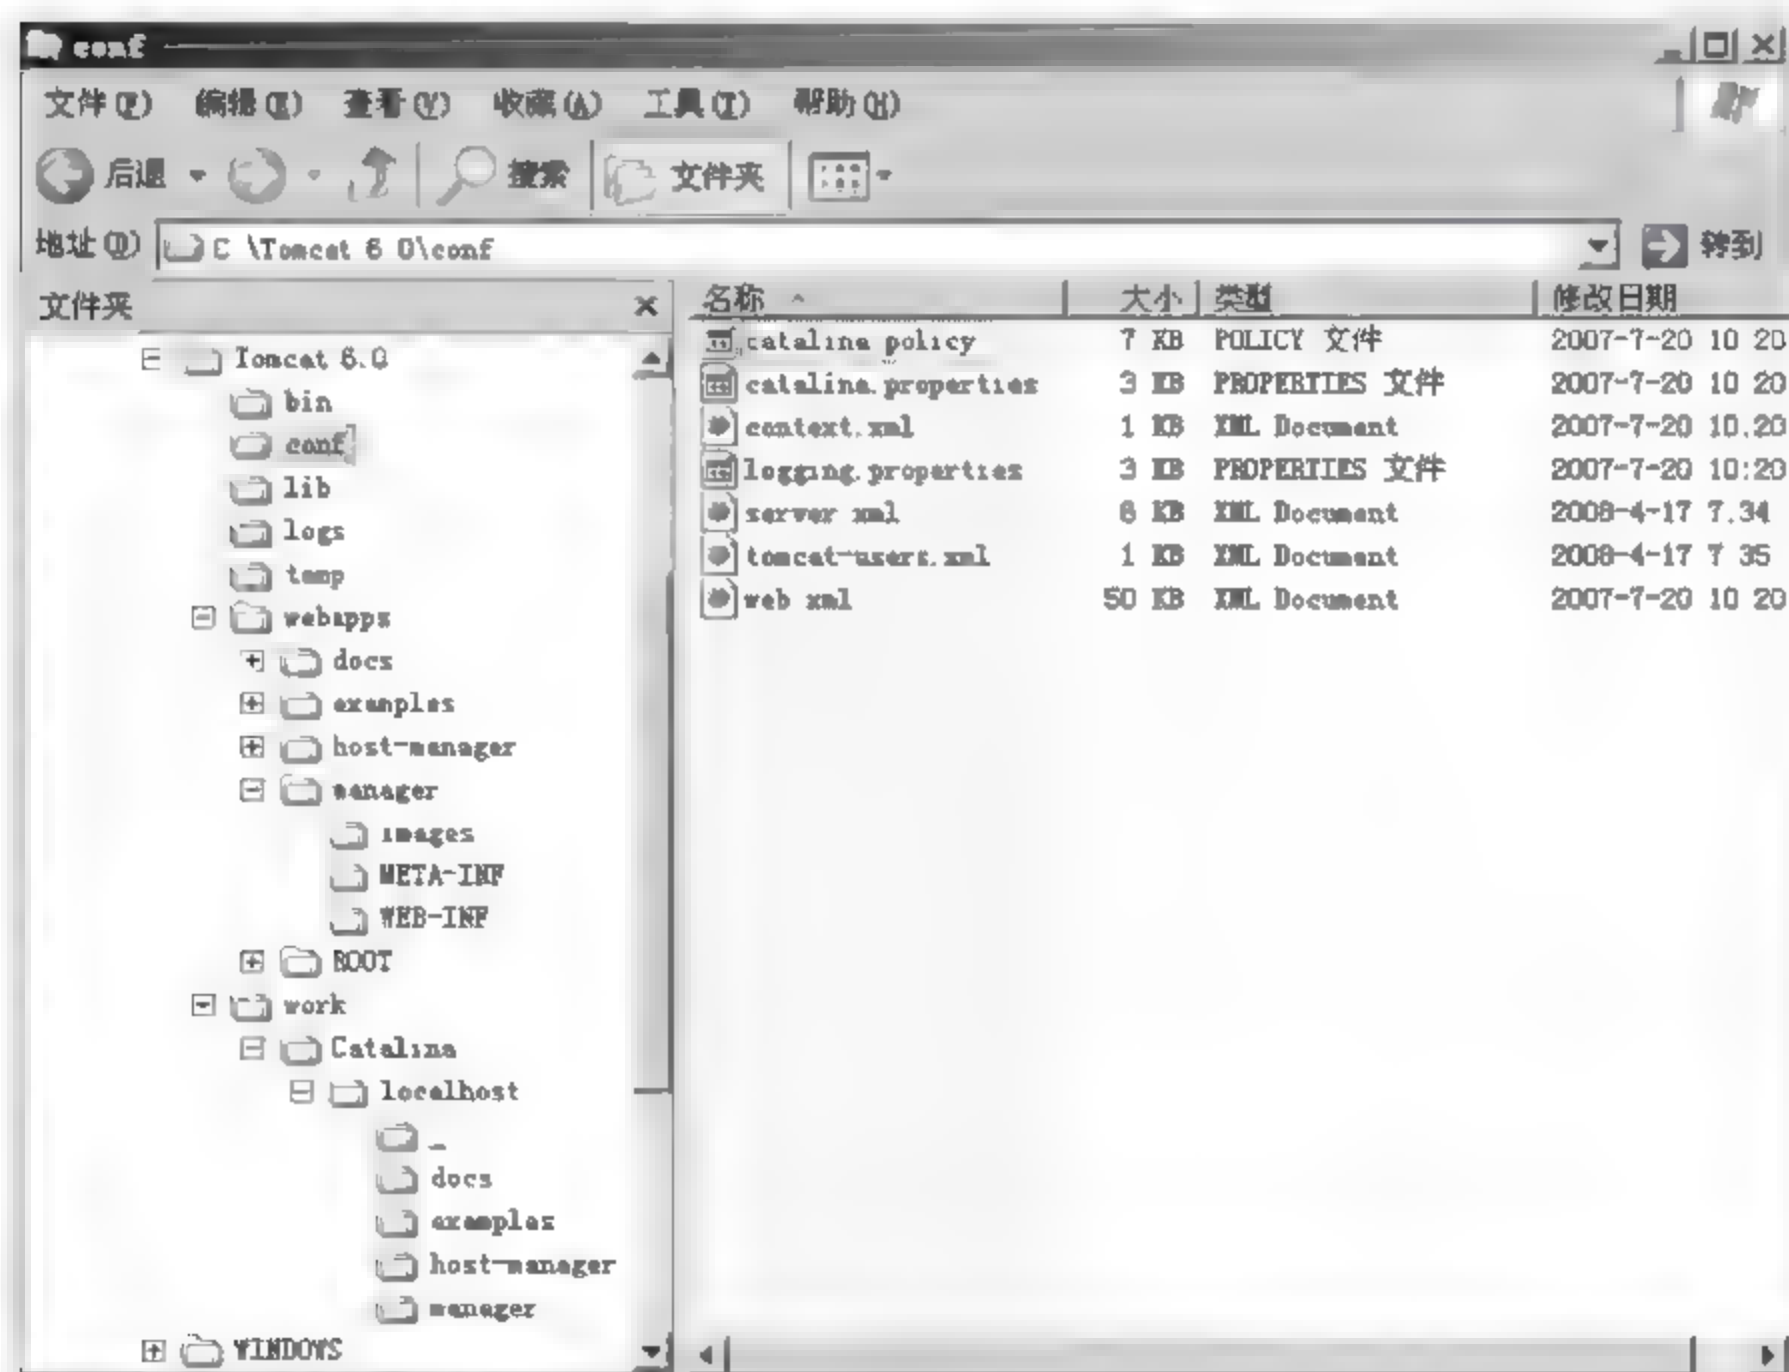 conf
文件(F) 编辑(E) 查看(V) 收藏(A) 工具(T) 帮助(H)
后退 搜索 文件夹
地址(D) C \Tomcat 6 0\conf 转到
文件夹
名称 大小 类型 修改日期
Tomcat 6.0
bin
conf
lib
logs
temp
webapps
docs
examples
host-manager
manager
images
META-INF
WEB-INF
ROOT
work
Catalina
localhost
_
docs
examples
host-manager
manager
WINDOWS
catalina policy 7 KB POLICY 文件 2007-7-20 10 20
catalina.properties 3 KB PROPERTIES 文件 2007-7-20 10 20
context.xml 1 KB XML Document 2007-7-20 10.20
logging.properties 3 KB PROPERTIES 文件 2007-7-20 10:20
server xml 6 KB XML Document 2008-4-17 7.34
tomcat-users.xml 1 KB XML Document 2008-4-17 7 35
web xml 50 KB XML Document 2007-7-20 10 20